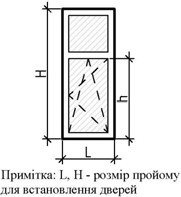 H
h
L
Примітка: L, H - розмір пройому
для встановлення дверей